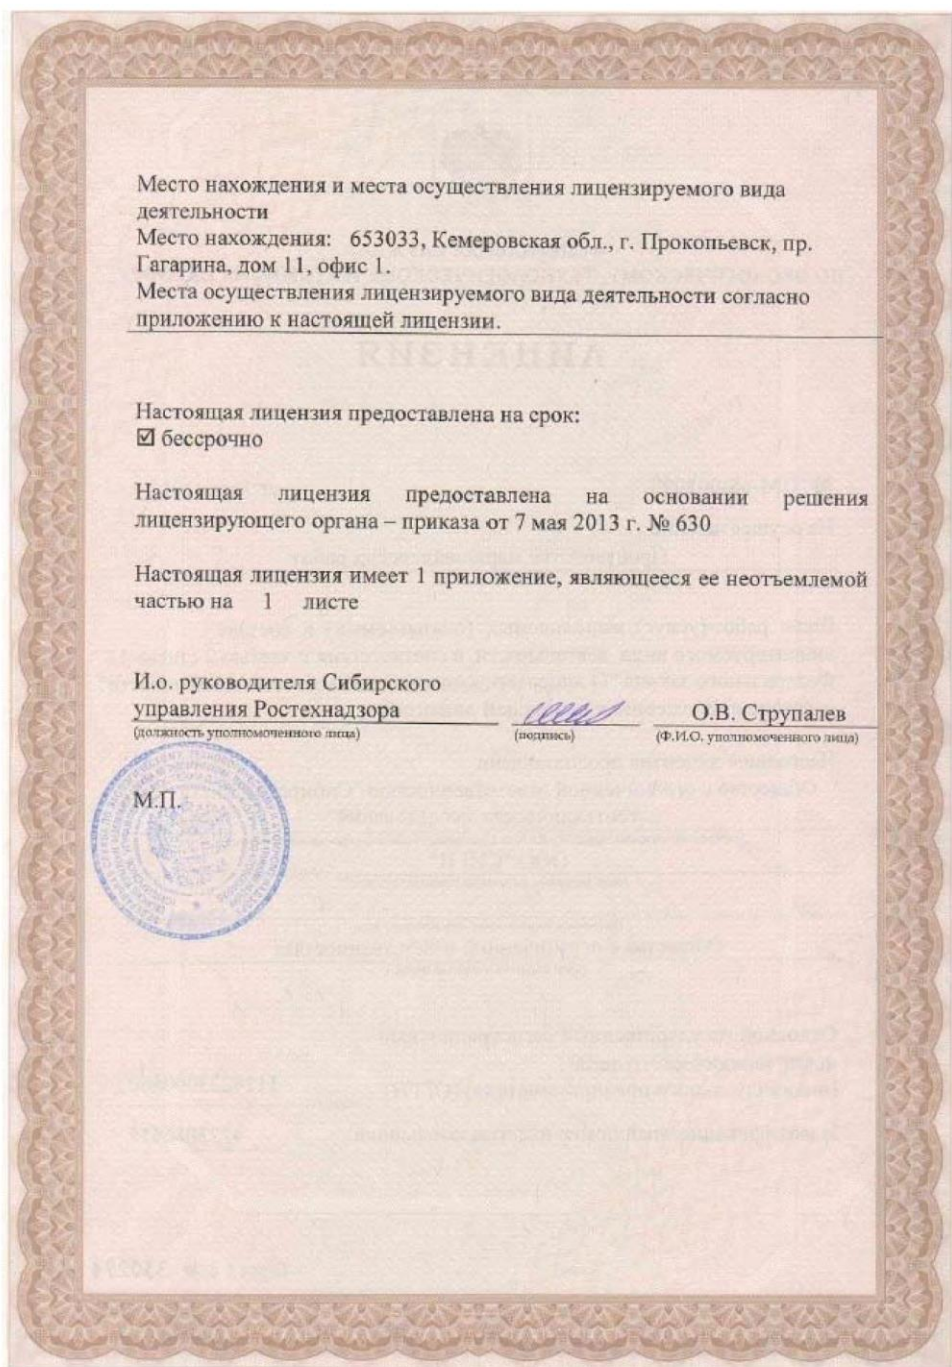 Место нахождения и места осуществления лицензируемого вида
деятельности
Место нахождения: 653033, Кемеровская обл., г. Прокопьевск, пр.
Гагарина, дом 11, офис 1.
Места осуществления лицензируемого вида деятельности согласно
приложению к настоящей лицензии.
ЛИЦЕНЗИЯ
Настоящая лицензия предоставлена на срок:
☑ бессрочно
Настоящая лицензия предоставлена на основании решения
лицензирующего органа – приказа от 7 мая 2013 г. № 630
Настоящая лицензия имеет 1 приложение, являющееся ее неотъемлемой
частью на 1 листе
И.о. руководителя Сибирского
управления Ростехнадзора О.В. Струпалев
(должность уполномоченного лица) (подпись) (Ф.И.О. уполномоченного лица)
М.П.